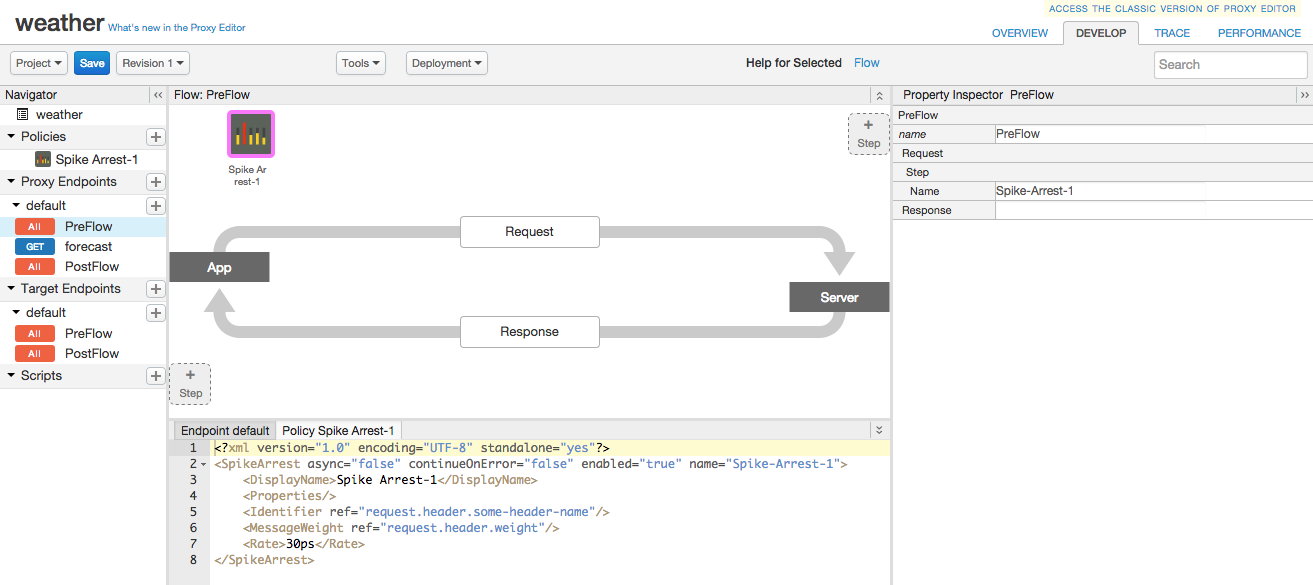 ACCESS THE CLASSIC VERSION OF PROXY EDITOR
weather What's new in the Proxy Editor
OVERVIEW DEVELOP TRACE PERFORMANCE
Project Save Revision 1 Tools Deployment Help for Selected Flow Search
Navigator
weather
Policies
Spike Arrest-1
Proxy Endpoints
default
All PreFlow
GET forecast
All PostFlow
Target Endpoints
default
All PreFlow
All PostFlow
Scripts
Flow: PreFlow
Spike Ar
rest-1
+
Step
Request
App
Server
Response
+
Step
Endpoint default Policy Spike Arrest-1
1 <?xml version="1.0" encoding="UTF-8" standalone="yes"?>
2 <SpikeArrest async="false" continueOnError="false" enabled="true" name="Spike-Arrest-1">
3 <DisplayName>Spike Arrest-1</DisplayName>
4 <Properties/>
5 <Identifier ref="request.header.some-header-name"/>
6 <MessageWeight ref="request.header.weight"/>
7 <Rate>30ps</Rate>
8 </SpikeArrest>
Property Inspector PreFlow
PreFlow
name PreFlow
Request
Step
Name Spike-Arrest-1
Response